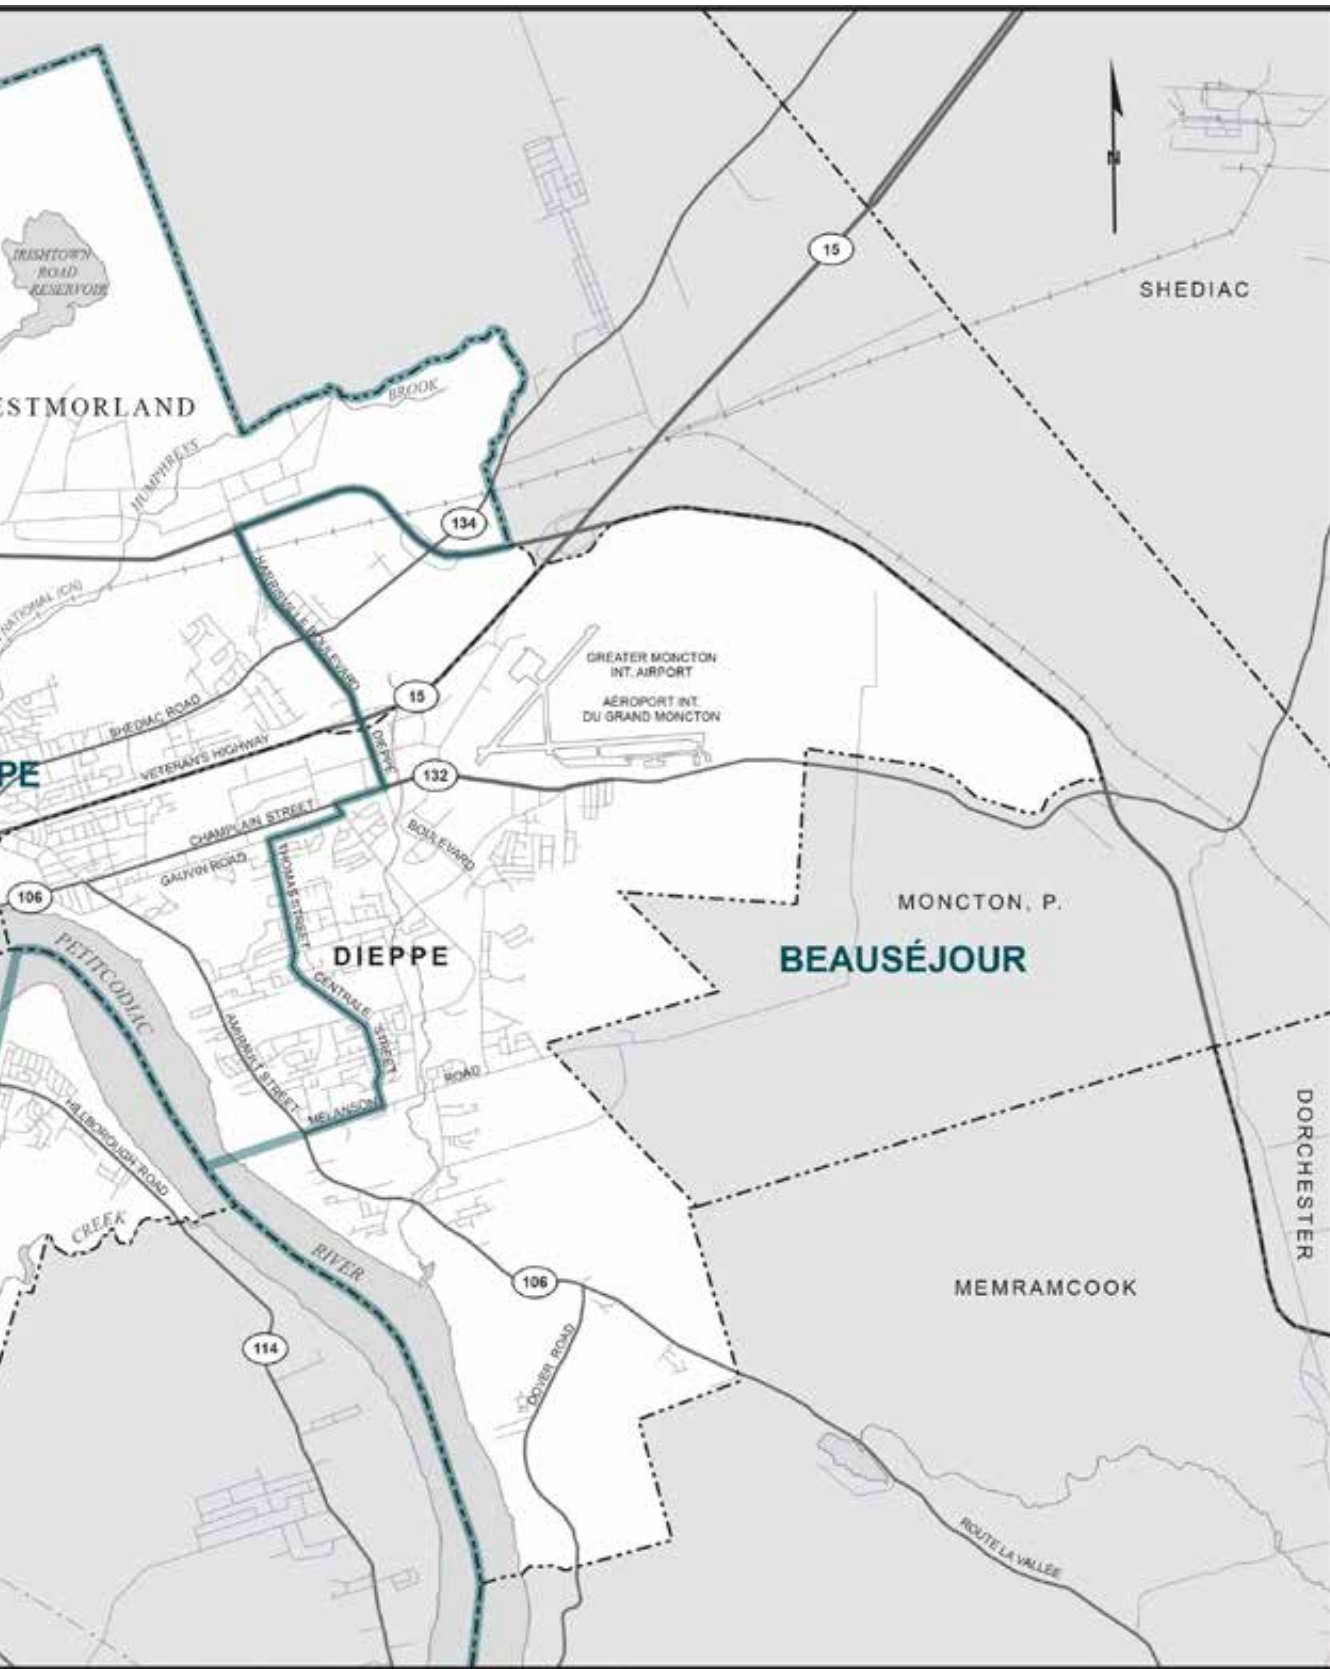 N
15
SHEDIAC
IRISHTOWN
ROAD
RESERVOIR
ESTMORLAND
BROOK
HUMPHREYS
134
NATIONAL (CN)
HARRISVILLE BOULEVARD
GREATER MONCTON
INT. AIRPORT
AÉROPORT INT.
DU GRAND MONCTON
15
SHEDIAC ROAD
VETERAN'S HIGHWAY
DIEPPE
BOULEVARD
132
PE
CHAMPLAIN STREET
GAUVIN ROAD
106
THOMAS STREET
MONCTON, P.
BEAUSÉJOUR
DIEPPE
PETITCODIAC
RIVER
CENTRALE STREET
AMIRAULT STREET
MELANSON
ROAD
HILLBOROUGH ROAD
CREEK
DORCHESTER
MEMRAMCOOK
106
114
DOVER ROAD
ROUTE LA VALLÉE